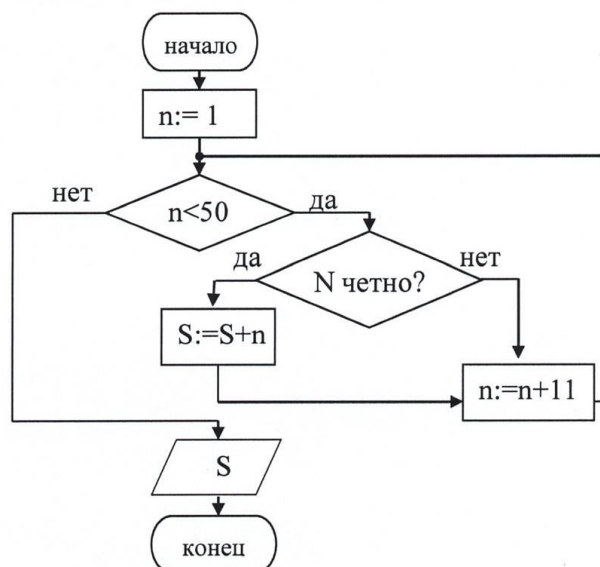 начало
n:= 1
нет
n<50
да
да
N четно?
нет
S:=S+n
n:=n+11
S
конец